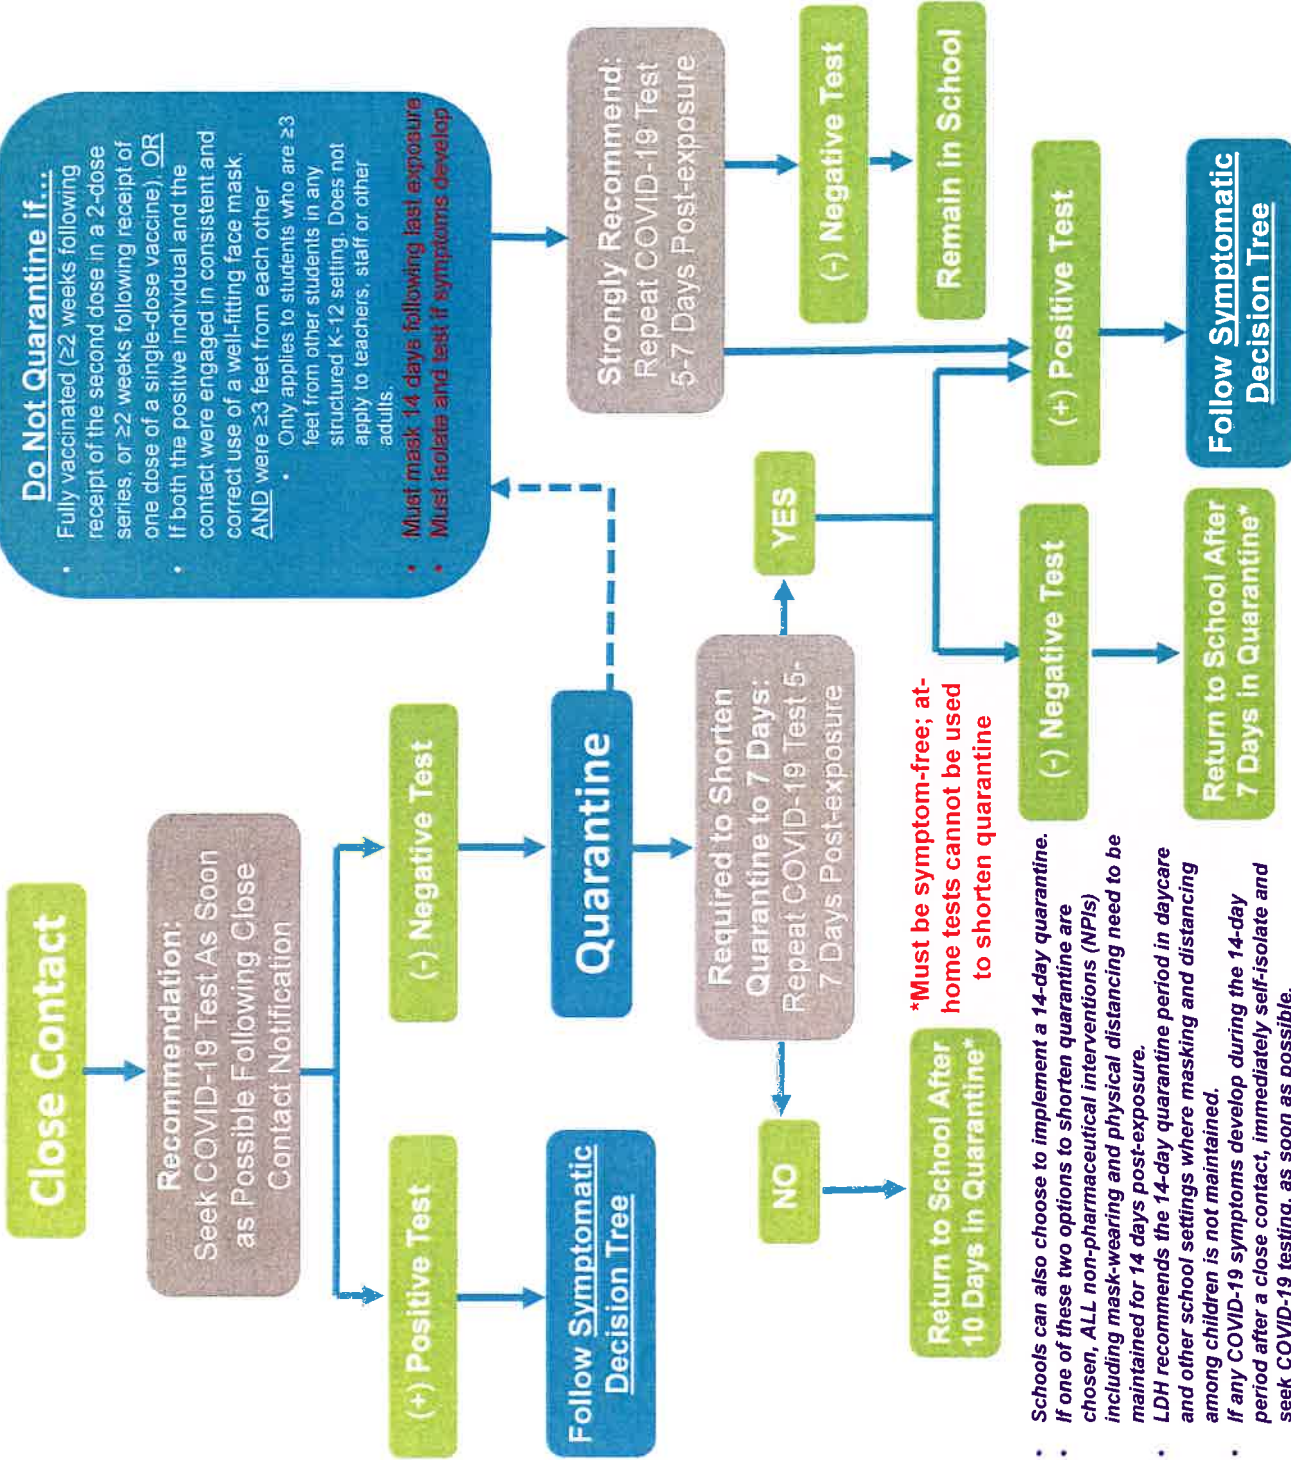 Close Contact
Recommendation:
Seek COVID-19 Test As Soon
as Possible Following Close
Contact Notification
(+) Positive Test
Follow Symptomatic
Decision Tree
(-) Negative Test
Quarantine
Do Not Quarantine if...
• Fully vaccinated (≥2 weeks following
receipt of the second dose in a 2-dose
series, or ≥2 weeks following receipt of
one dose of a single-dose vaccine), OR
• If both the positive individual and the
contact were engaged in consistent and
correct use of a well-fitting face mask,
AND were ≥3 feet from each other
• Only applies to students who are ≥3
feet from other students in any
structured K-12 setting. Does not
apply to teachers, staff or other
adults.
• Must mask 14 days following last exposure
• Must isolate and test if symptoms develop
Strongly Recommend:
Repeat COVID-19 Test
5-7 Days Post-exposure
(-) Negative Test
Remain in School
Required to Shorten
Quarantine to 7 Days:
Repeat COVID-19 Test 5-
7 Days Post-exposure
NO
Return to School After
10 Days in Quarantine*
YES
*Must be symptom-free; at-
home tests cannot be used
to shorten quarantine
(-) Negative Test
Return to School After
7 Days in Quarantine*
(+) Positive Test
Follow Symptomatic
Decision Tree
• Schools can also choose to implement a 14-day quarantine.
• If one of these two options to shorten quarantine are
chosen, ALL non-pharmaceutical interventions (NPIs)
including mask-wearing and physical distancing need to be
maintained for 14 days post-exposure.
• LDH recommends the 14-day quarantine period in daycare
and other school settings where masking and distancing
among children is not maintained.
• If any COVID-19 symptoms develop during the 14-day
period after a close contact, immediately self-isolate and
seek COVID-19 testing, as soon as possible.